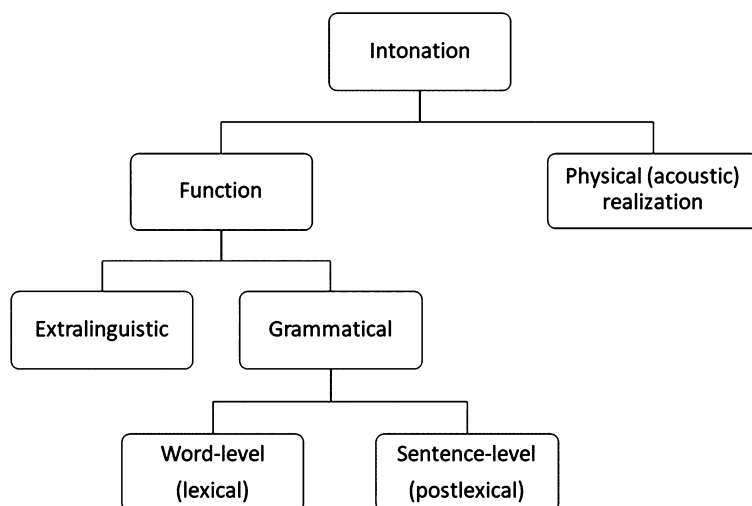 Intonation
Function
Physical (acoustic)
realization
Extralinguistic
Grammatical
Word-level
(lexical)
Sentence-level
(postlexical)